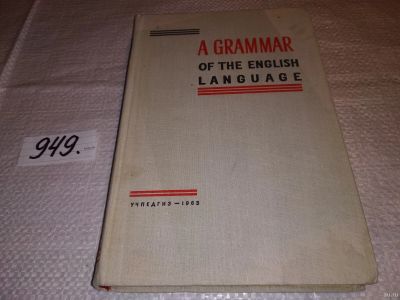 A GRAMMAR
OF THE ENGLISH
LANGUAGE
949.
УЧПЕДГИЗ — 1963